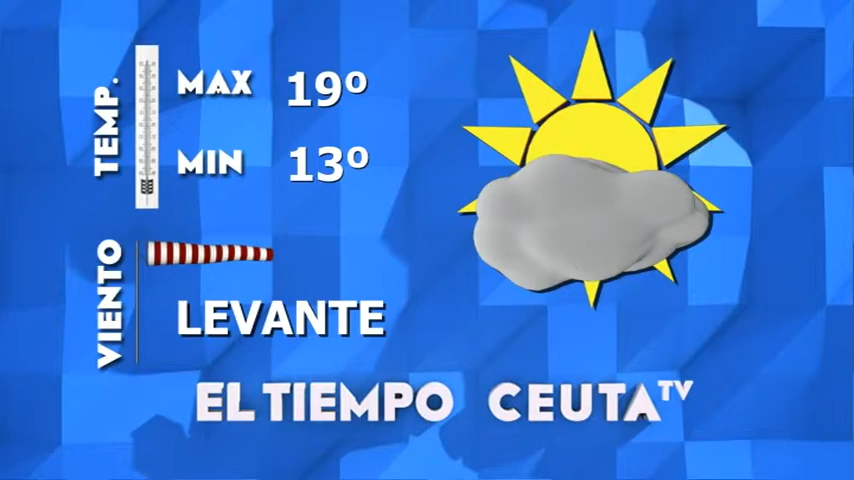 TEMP.
MAX 19º
MIN 13º
VIENTO
LEVANTE
EL TIEMPO CEUTA TV